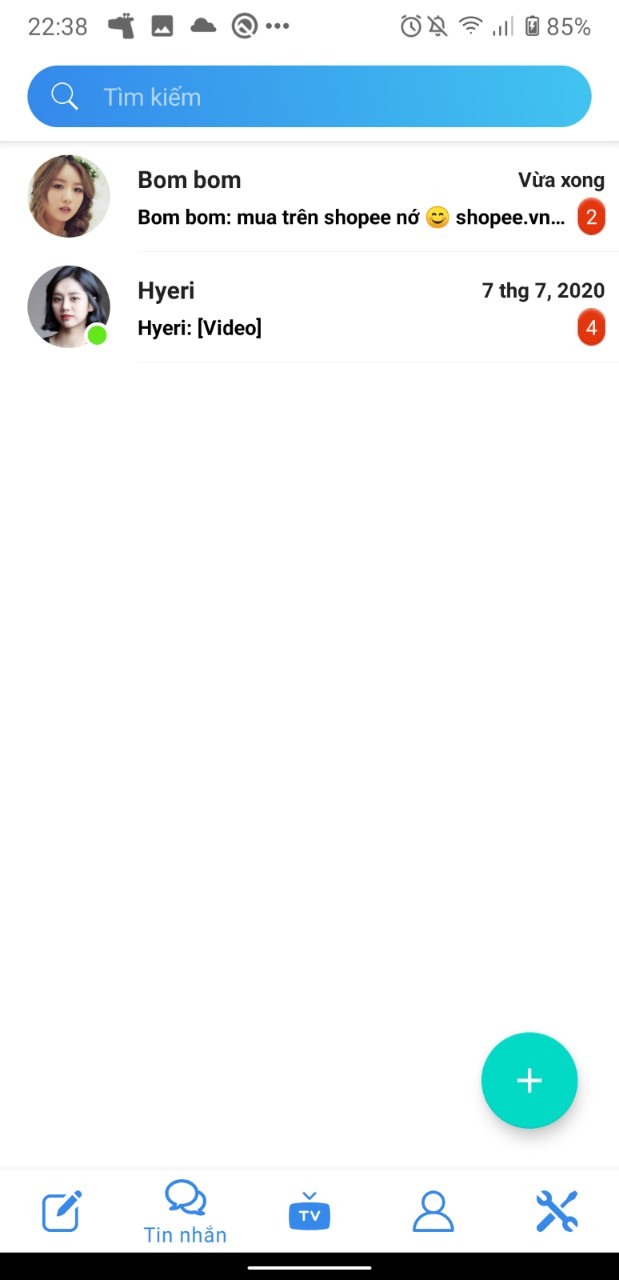 22:38
85%
Tìm kiếm
Bom bom
Vừa xong
Bom bom: mua trên shopee nớ 😊 shopee.vn...
2
Hyeri
7 thg 7, 2020
Hyeri: [Video]
4
+
TV
Tin nhắn